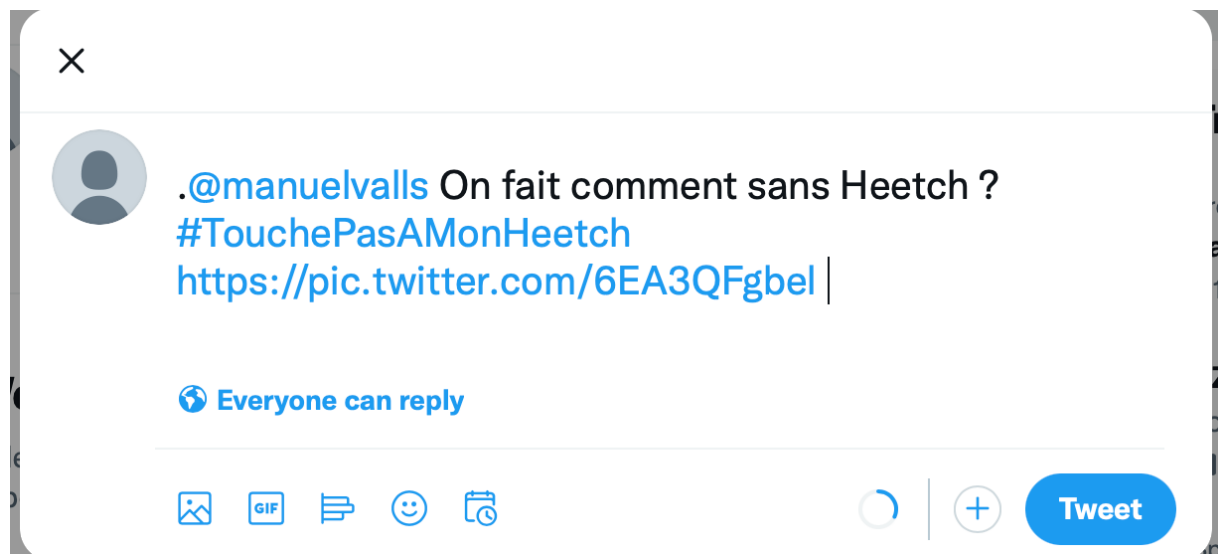 .@manuelvalls On fait comment sans Heetch ?
#TouchePasAMonHeetch
https://pic.twitter.com/6EA3QFgbel
Everyone can reply
GIF
Tweet